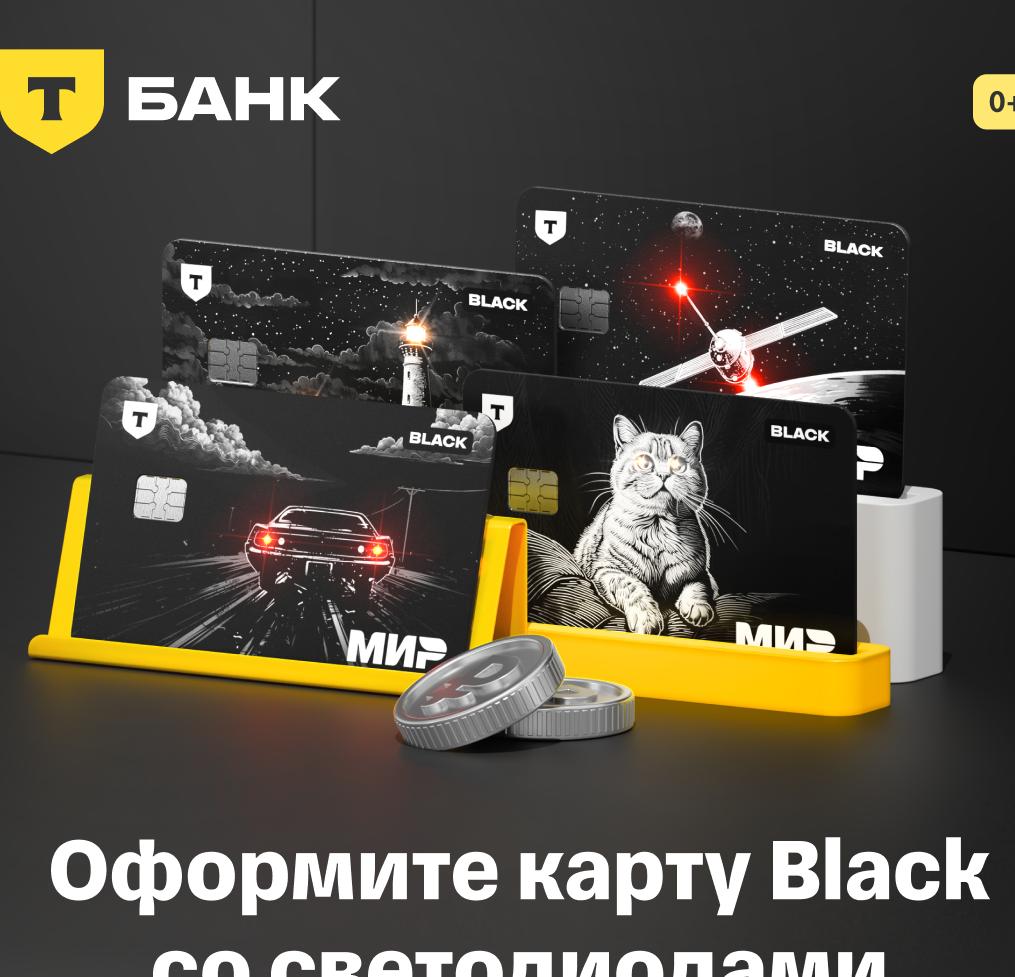 Т БАНК
0+
Т
BLACK
Т
BLACK
Т
BLACK
МИР
Т
BLACK
МИР
Р
Оформите карту Black
со светодиодами